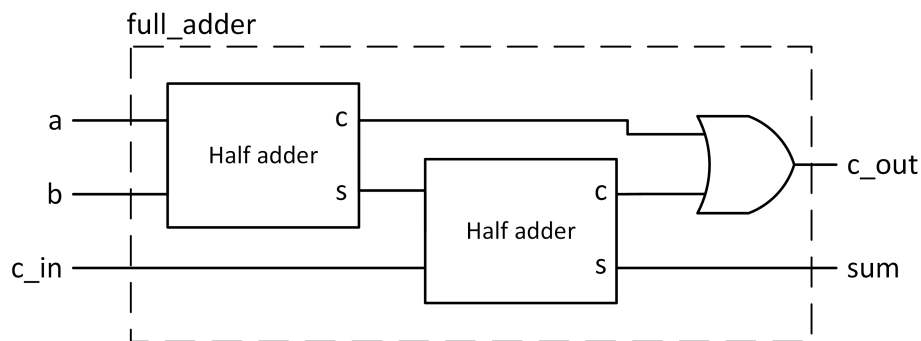 full_adder
a
c
Half adder
b
s
c
c_out
Half adder
c_in
s
sum